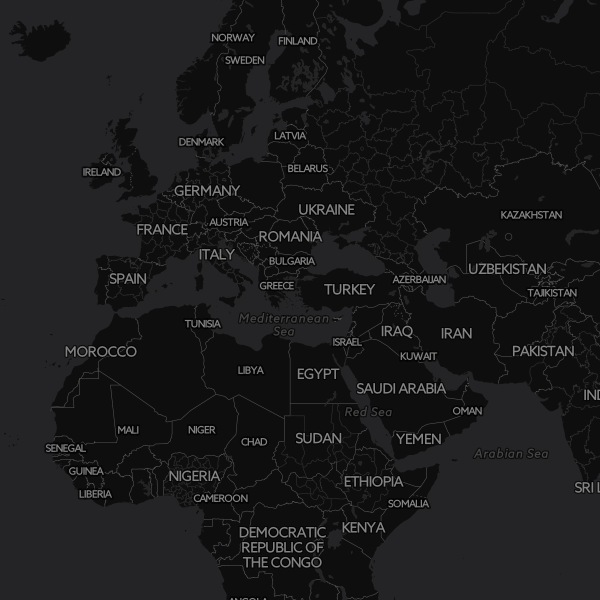 NORWAY
FINLAND
SWEDEN
LATVIA
DENMARK
BELARUS
IRELAND
GERMANY
UKRAINE
KAZAKHSTAN
AUSTRIA
FRANCE
ROMANIA
ITALY
BULGARIA
UZBEKISTAN
SPAIN
GREECE
TURKEY
AZERBAIJAN
TAJIKISTAN
Mediterranean
Sea
TUNISIA
IRAQ
IRAN
ISRAEL
MOROCCO
KUWAIT
PAKISTAN
LIBYA
EGYPT
SAUDI ARABIA
IND
Red Sea
OMAN
MALI
NIGER
CHAD
SUDAN
YEMEN
SENEGAL
Arabian Sea
GUINEA
NIGERIA
ETHIOPIA
SRI L
LIBERIA
CAMEROON
SOMALIA
KENYA
DEMOCRATIC
REPUBLIC OF
THE CONGO
ANGOLA